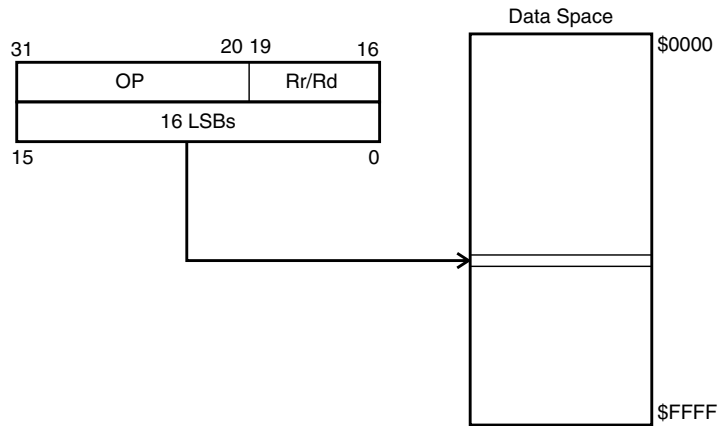 Data Space
31 20 19 16
$0000
OP Rr/Rd
16 LSBs
15 0
$FFFF